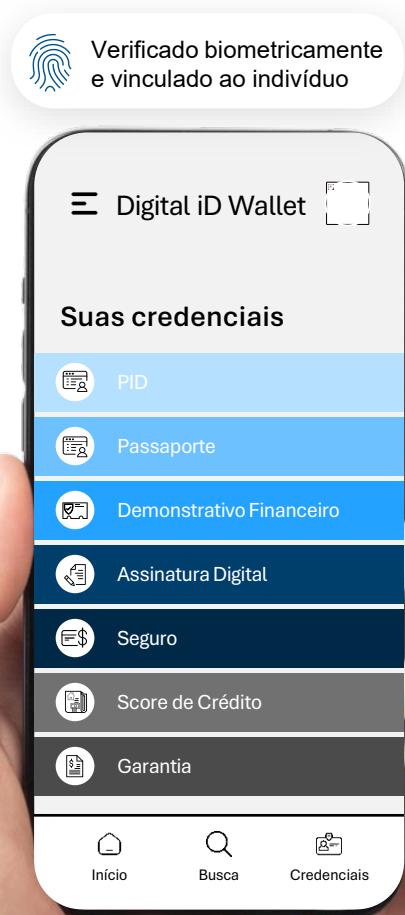 Verificado biometricamente
e vinculado ao indivíduo
Digital iD Wallet
Suas credenciais
PID
Passaporte
Demonstrativo Financeiro
Assinatura Digital
Seguro
Score de Crédito
Garantia
Início
Busca
Credenciais